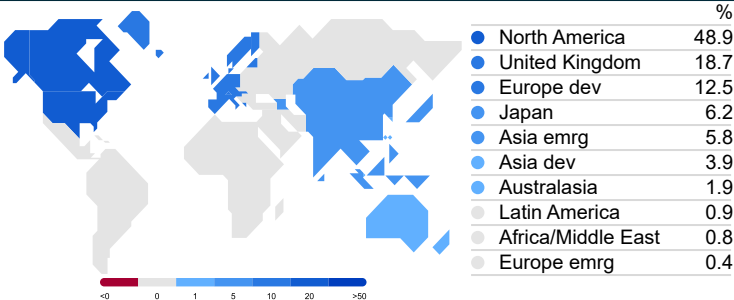 %
North America 48.9
United Kingdom 18.7
Europe dev 12.5
Japan 6.2
Asia emrg 5.8
Asia dev 3.9
Australasia 1.9
Latin America 0.9
Africa/Middle East 0.8
Europe emrg 0.4
<0 0 1 5 10 20 >50